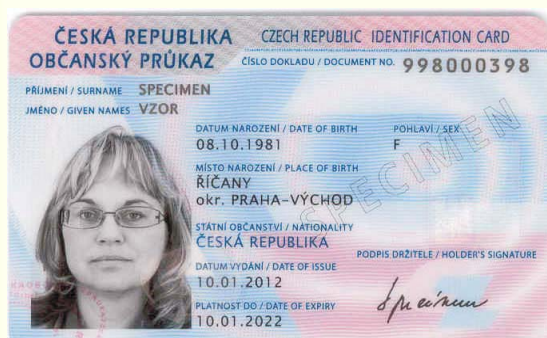 ČESKÁ REPUBLIKA CZECH REPUBLIC IDENTIFICATION CARD
OBČANSKÝ PRŮKAZ ČÍSLO DOKLADU / DOCUMENT NO. 998000398
PŘÍJMENÍ / SURNAME SPECIMEN
JMÉNO / GIVEN NAMES VZOR
DATUM NAROZENÍ / DATE OF BIRTH POHLAVÍ / SEX
08.10.1981 F
MÍSTO NAROZENÍ / PLACE OF BIRTH
ŘÍČANY
okr. PRAHA-VÝCHOD
SPECIMEN
STÁTNÍ OBČANSTVÍ / NATIONALITY
ČESKÁ REPUBLIKA
PODPIS DRŽITELE / HOLDER'S SIGNATURE
DATUM VYDÁNÍ / DATE OF ISSUE
10.01.2012
Specimen
PLATNOST DO / DATE OF EXPIRY
10.01.2022